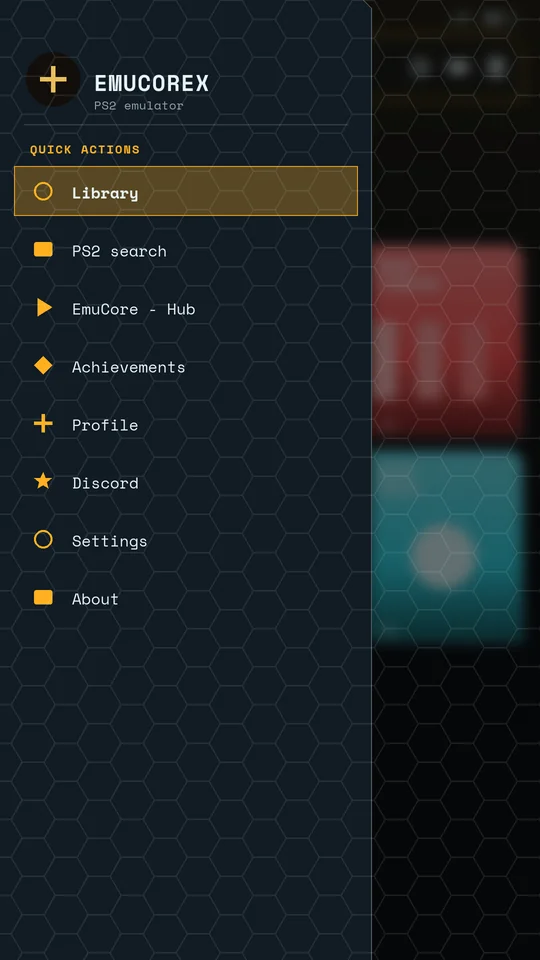 EMUCOREX
PS2 emulator
QUICK ACTIONS
Library
PS2 search
EmuCore - Hub
Achievements
Profile
Discord
Settings
About